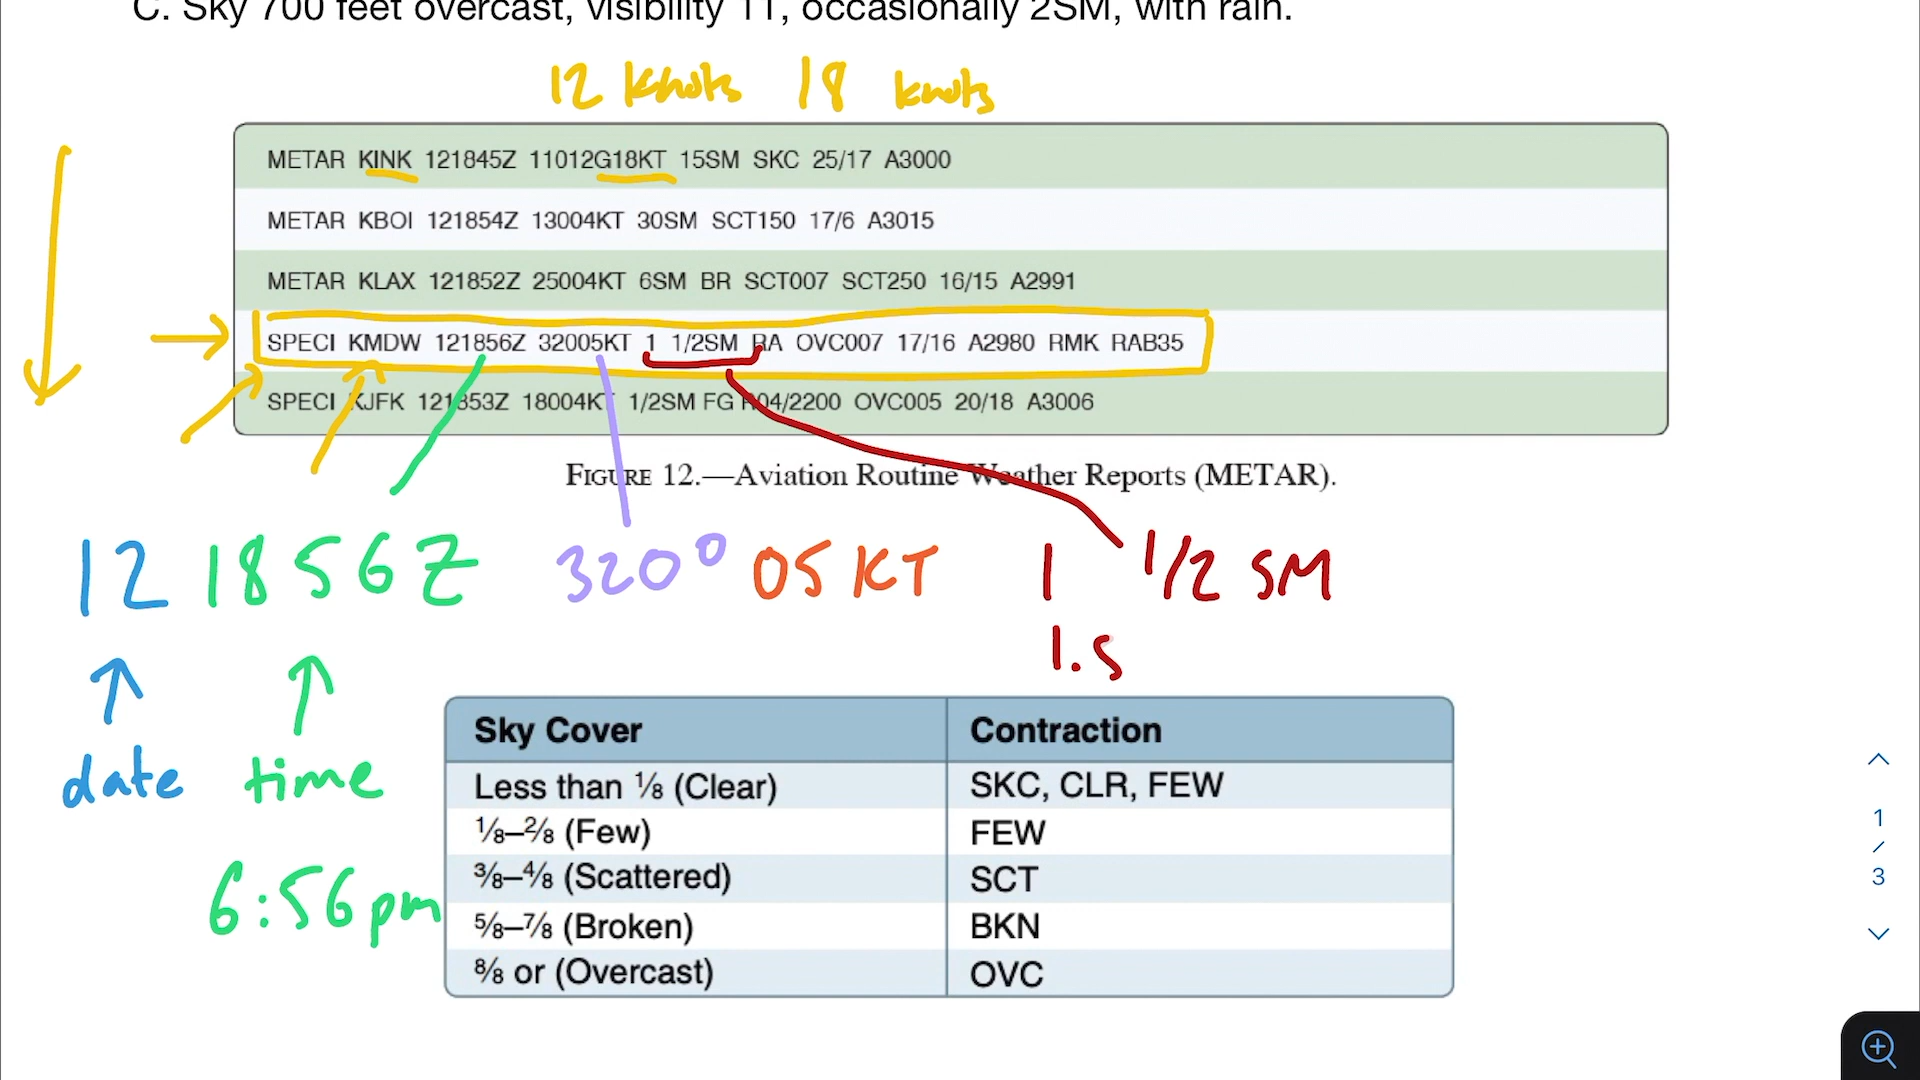 C. Sky 700 feet overcast, visibility 11, occasionally 2SM, with rain.
12 knots 18 knots
METAR KINK 121845Z 11012G18KT 15SM SKC 25/17 A3000
METAR KBOI 121854Z 13004KT 30SM SCT150 17/6 A3015
METAR KLAX 121852Z 25004KT 6SM BR SCT007 SCT250 16/15 A2991
SPECI KMDW 121856Z 32005KT 1 1/2SM RA OVC007 17/16 A2980 RMK RAB35
SPECI KJFK 121853Z 18004KT 1/2SM FG R04/2200 OVC005 20/18 A3006
FIGURE 12.—Aviation Routine Weather Reports (METAR).
12 1856Z 320° 05 KT 1 1/2 SM
1.5
date time
6:56pm
Sky Cover Contraction
Less than ⅛ (Clear) SKC, CLR, FEW
⅛–²⁄₈ (Few) FEW
⅜–⁴⁄₈ (Scattered) SCT
⅝–⅞ (Broken) BKN
⁸⁄₈ or (Overcast) OVC
1
/
3